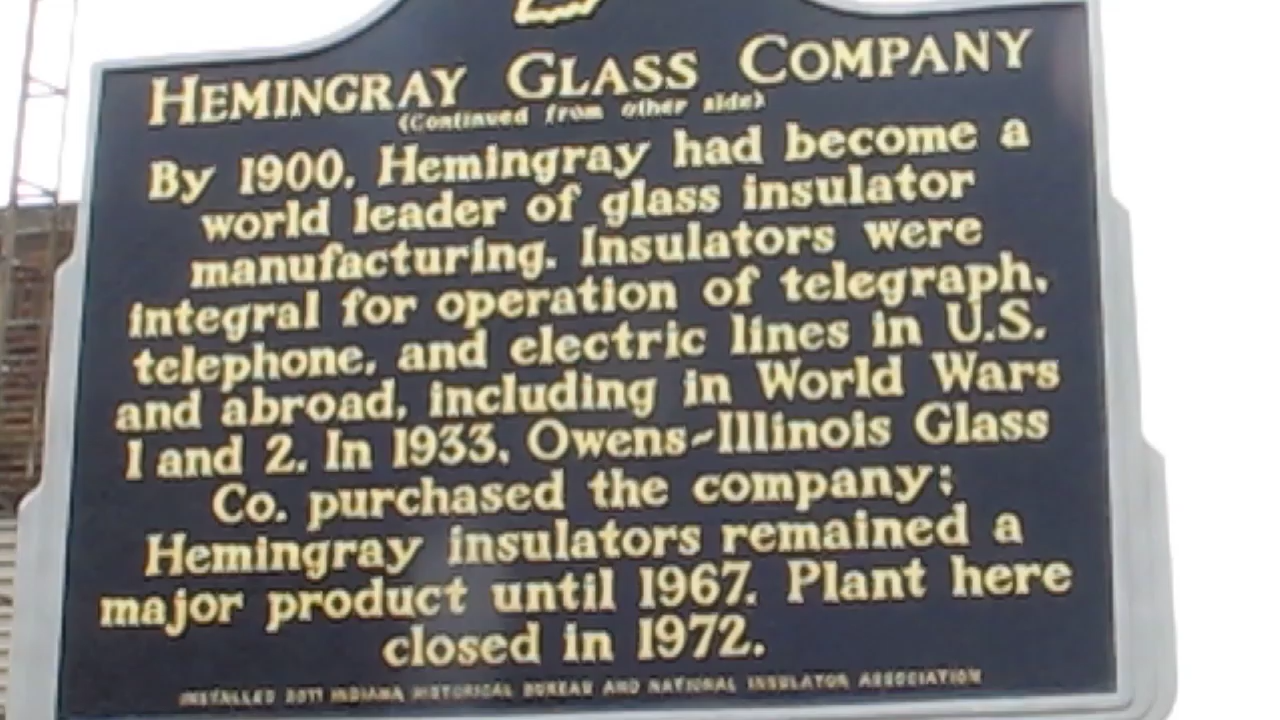 HEMINGRAY GLASS COMPANY
(Continued from other side)
By 1900, Hemingray had become a
world leader of glass insulator
manufacturing. Insulators were
integral for operation of telegraph,
telephone, and electric lines in U.S.
and abroad, including in World Wars
1 and 2. In 1933, Owens-Illinois Glass
Co. purchased the company;
Hemingray insulators remained a
major product until 1967. Plant here
closed in 1972.
INSTALLED 2011 INDIANA HISTORICAL BUREAU AND NATIONAL INSULATOR ASSOCIATION